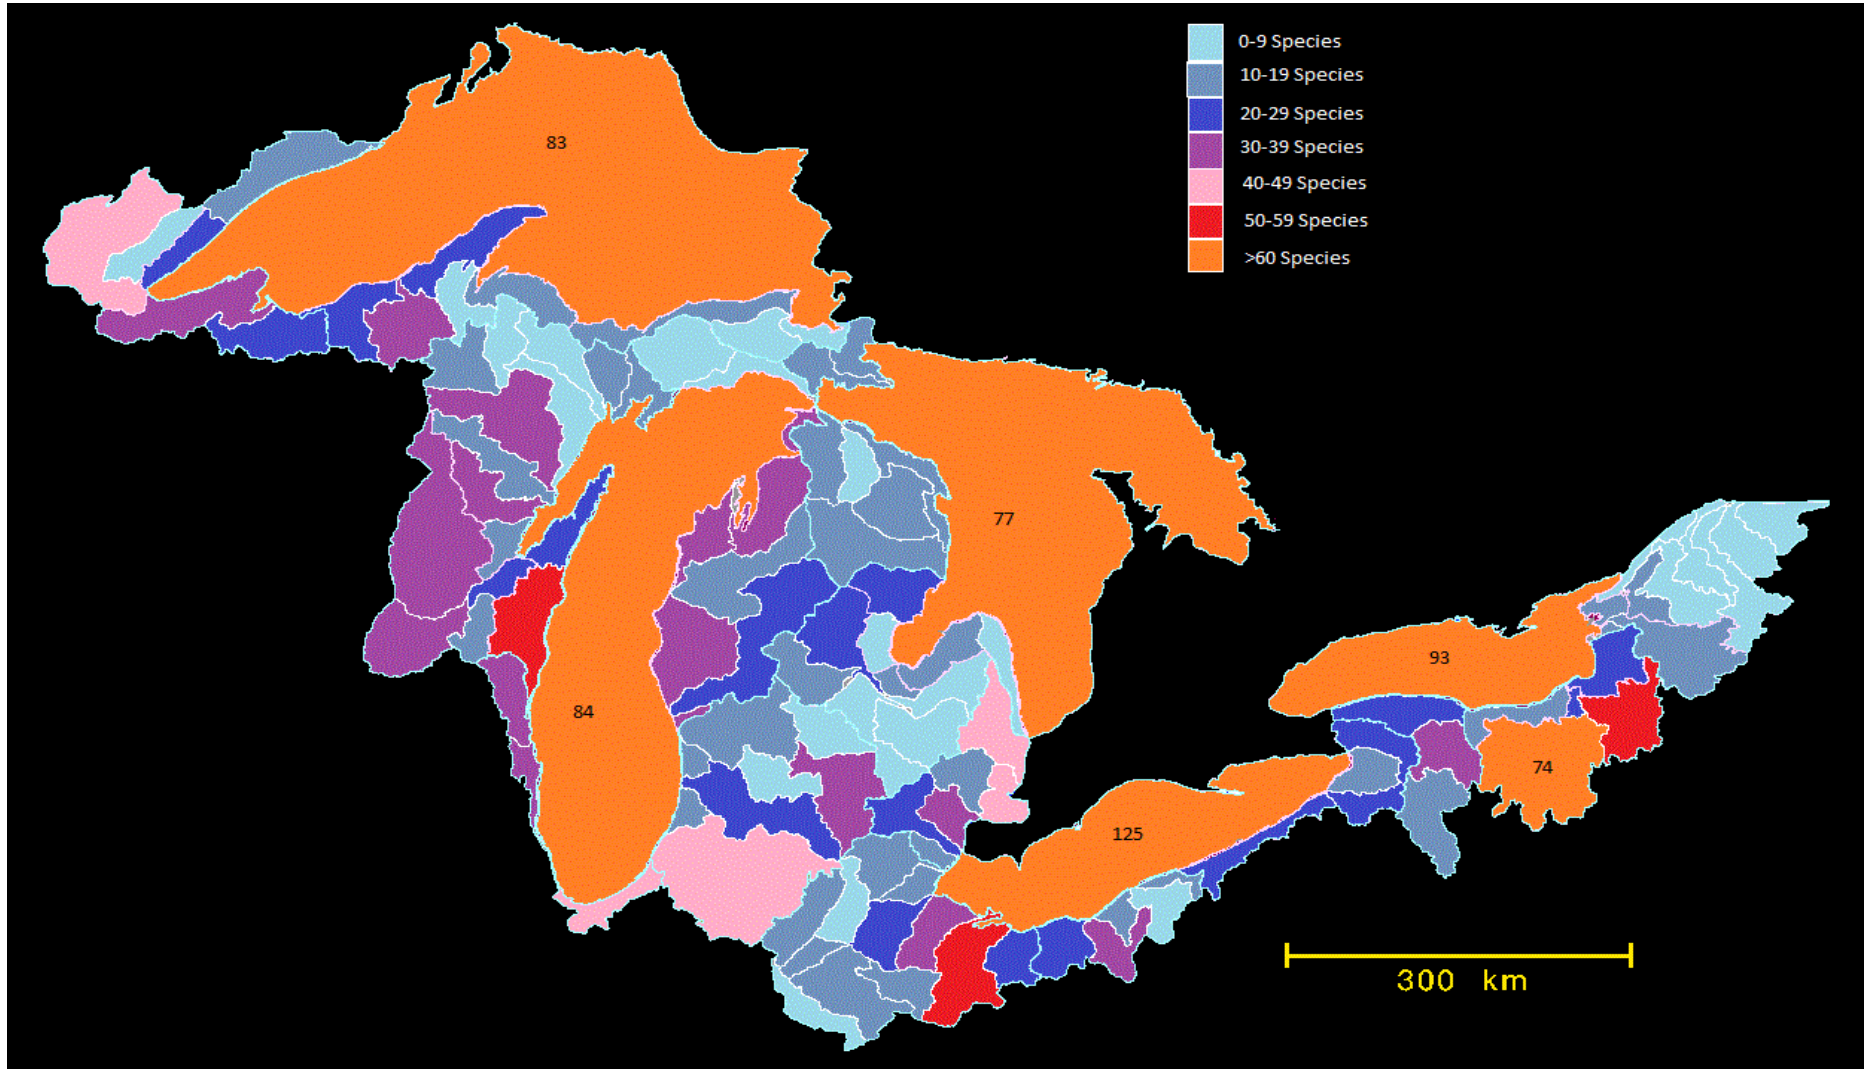 0-9 Species
10-19 Species
20-29 Species
30-39 Species
40-49 Species
50-59 Species
>60 Species
83
77
93
84
74
125
300 km